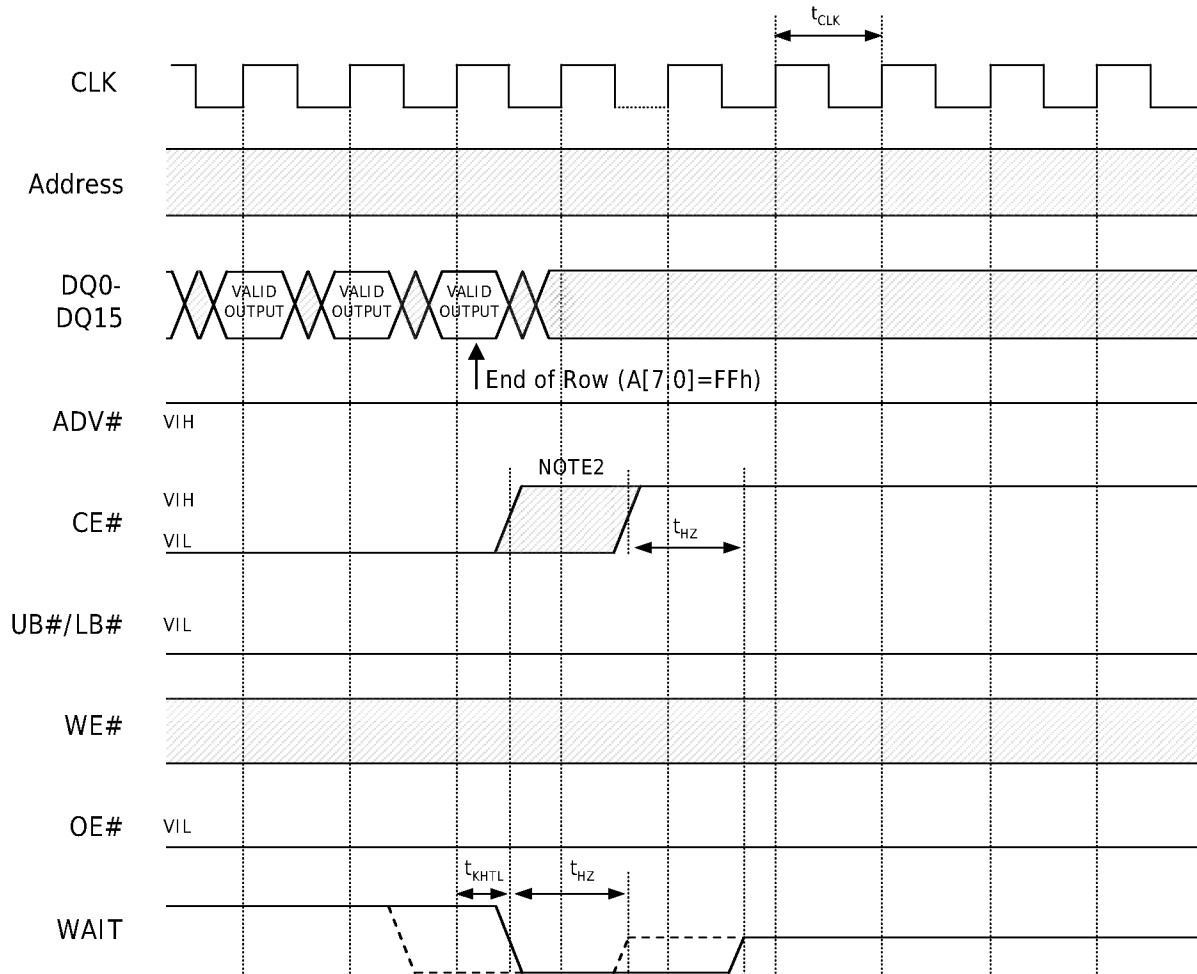 tCLK
CLK
Address
DQ0-
DQ15
VALID
OUTPUT
VALID
OUTPUT
VALID
OUTPUT
End of Row (A[7 0]=FFh)
ADV#
VIH
NOTE2
CE#
VIH
VIL
tHZ
UB#/LB#
VIL
WE#
OE#
VIL
tKHTL
tHZ
WAIT